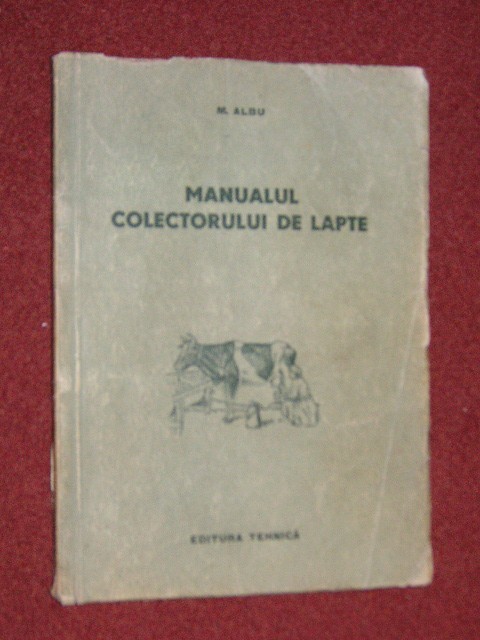 M. ALBU
MANUALUL
COLECTORULUI DE LAPTE
EDITURA TEHNICĂ